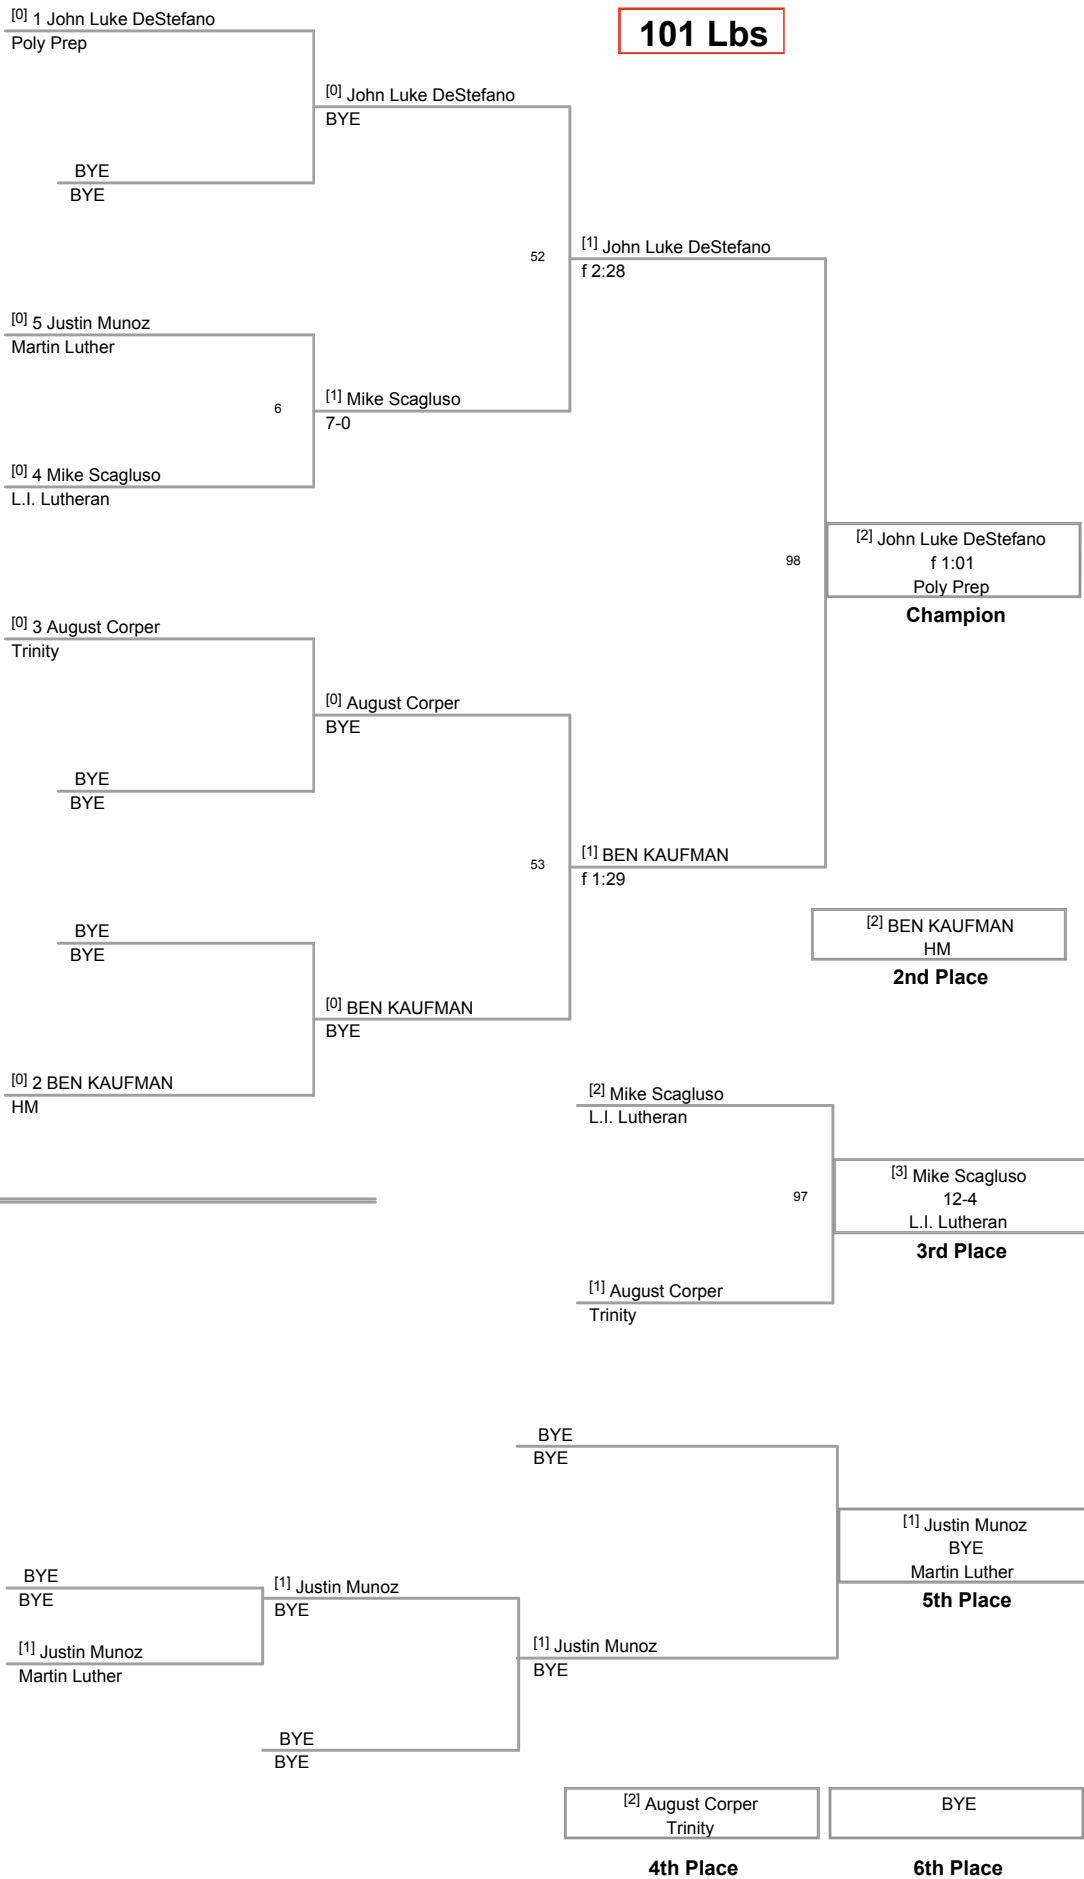 [0] 1 John Luke DeStefano
Poly Prep
101 Lbs
[0] John Luke DeStefano
BYE
BYE
BYE
52
[1] John Luke DeStefano
f 2:28
[0] 5 Justin Munoz
Martin Luther
6
[1] Mike Scagluso
7-0
[0] 4 Mike Scagluso
L.I. Lutheran
98
[2] John Luke DeStefano
f 1:01
Poly Prep
Champion
[0] 3 August Corper
Trinity
[0] August Corper
BYE
BYE
BYE
53
[1] BEN KAUFMAN
f 1:29
BYE
BYE
[2] BEN KAUFMAN
HM
2nd Place
[0] BEN KAUFMAN
BYE
[0] 2 BEN KAUFMAN
HM
[2] Mike Scagluso
L.I. Lutheran
97
[3] Mike Scagluso
12-4
L.I. Lutheran
3rd Place
[1] August Corper
Trinity
BYE
BYE
[1] Justin Munoz
BYE
Martin Luther
5th Place
BYE
BYE
[1] Justin Munoz
BYE
[1] Justin Munoz
Martin Luther
[1] Justin Munoz
BYE
BYE
BYE
[2] August Corper
Trinity
4th Place
BYE
6th Place